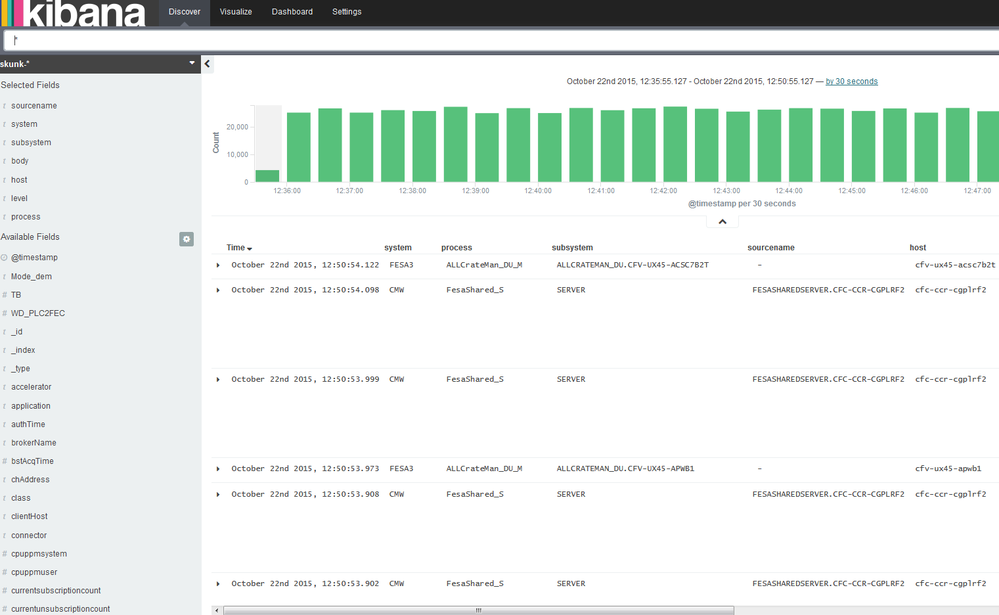 kibana
Discover Visualize Dashboard Settings
*
skunk-*
Selected Fields
t sourcename
t system
t subsystem
t body
t host
t level
t process
Available Fields
@timestamp
t Mode_dem
# TB
# WD_PLC2FEC
t _id
t _index
t _type
t accelerator
t application
t authTime
t brokerName
# bstAcqTime
t chAddress
t class
t clientHost
t connector
# cpuppmsystem
# cpuppmuser
# currentsubscriptioncount
# currentunsubscriptioncount
October 22nd 2015, 12:35:55.127 - October 22nd 2015, 12:50:55.127 — by 30 seconds
Count
20,000
10,000
0
12:36:00 12:37:00 12:38:00 12:39:00 12:40:00 12:41:00 12:42:00 12:43:00 12:44:00 12:45:00 12:46:00 12:47:00
@timestamp per 30 seconds
Time system process subsystem sourcename host
October 22nd 2015, 12:50:54.122 FESA3 ALLCrateMan_DU_M ALLCRATEMAN_DU.CFV-UX45-ACSC7B2T - cfv-ux45-acsc7b2t
October 22nd 2015, 12:50:54.098 CMW FesaShared_S SERVER FESASHAREDSERVER.CFC-CCR-CGPLRF2 cfc-ccr-cgplrf2
October 22nd 2015, 12:50:53.999 CMW FesaShared_S SERVER FESASHAREDSERVER.CFC-CCR-CGPLRF2 cfc-ccr-cgplrf2
October 22nd 2015, 12:50:53.973 FESA3 ALLCrateMan_DU_M ALLCRATEMAN_DU.CFV-UX45-APWB1 - cfv-ux45-apwb1
October 22nd 2015, 12:50:53.908 CMW FesaShared_S SERVER FESASHAREDSERVER.CFC-CCR-CGPLRF2 cfc-ccr-cgplrf2
October 22nd 2015, 12:50:53.902 CMW FesaShared_S SERVER FESASHAREDSERVER.CFC-CCR-CGPLRF2 cfc-ccr-cgplrf2